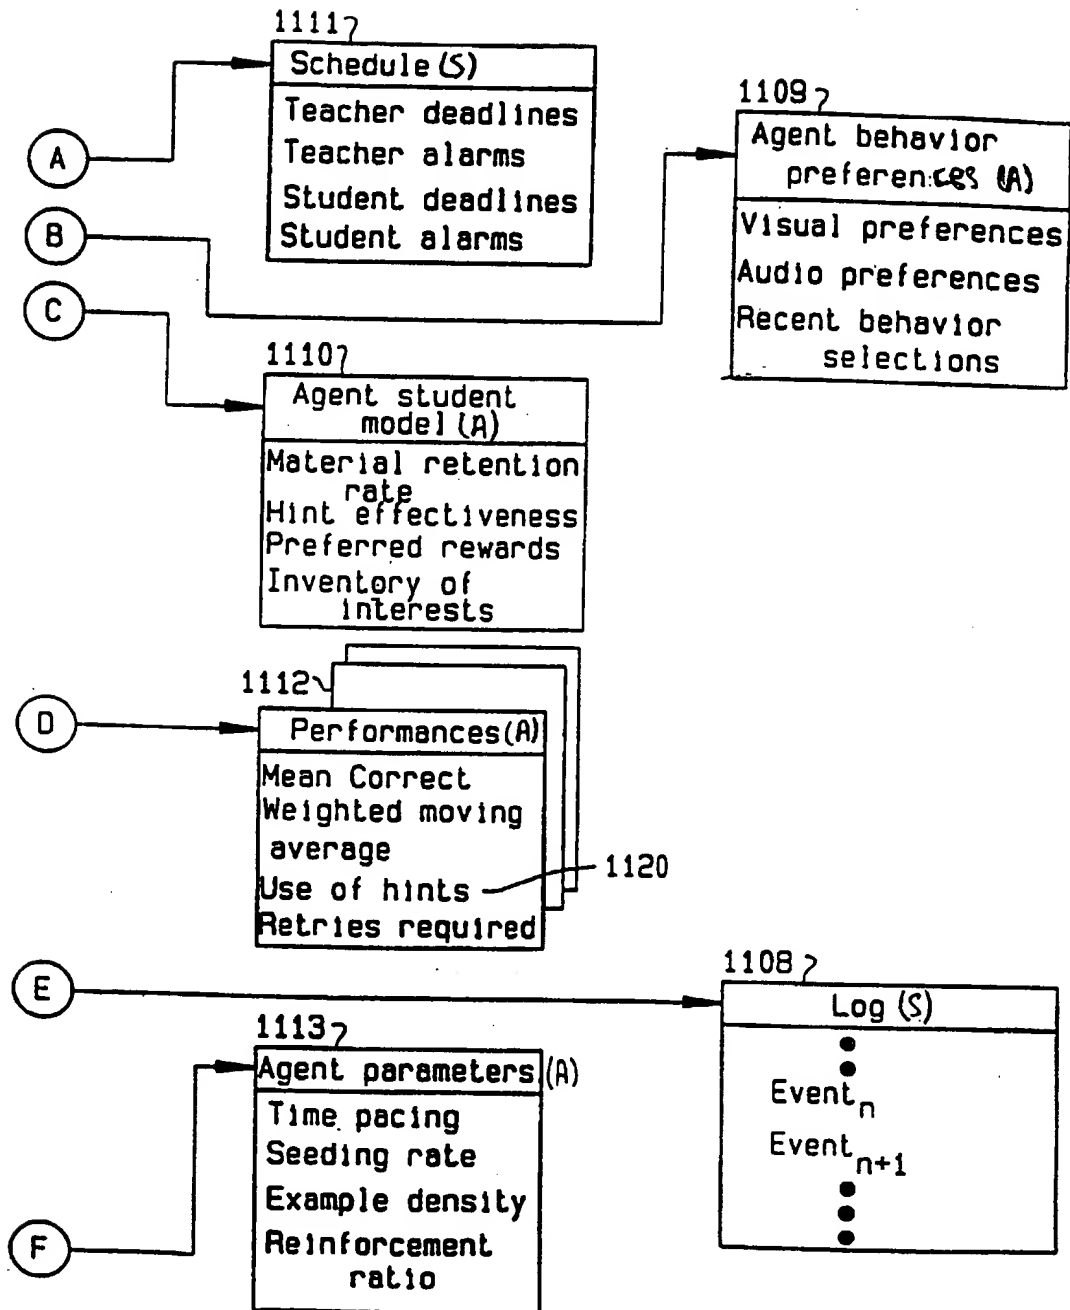 1111
Schedule (S)
Teacher deadlines
Teacher alarms
Student deadlines
Student alarms
A
B
C
1109
Agent behavior
preferences (A)
Visual preferences
Audio preferences
Recent behavior
selections
1110
Agent student
model (A)
Material retention
rate
Hint effectiveness
Preferred rewards
Inventory of
interests
D
1112
Performances (A)
Mean Correct
Weighted moving
average
Use of hints
1120
Retries required
E
1108
Log (S)
Event n
Event n+1
F
1113
Agent parameters (A)
Time pacing
Seeding rate
Example density
Reinforcement
ratio